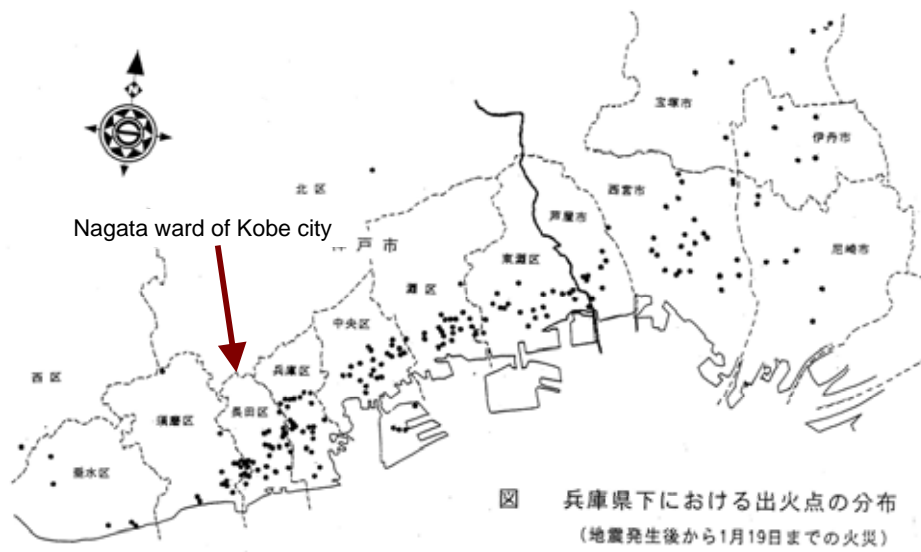 N
宝塚市
伊丹市
北区
西宮市
芦屋市
Nagata ward of Kobe city
戸市
東灘区
尼崎市
灘区
中央区
兵庫区
西区
長田区
須磨区
垂水区
図 兵庫県下における出火点の分布
(地震発生後から1月19日までの火災)